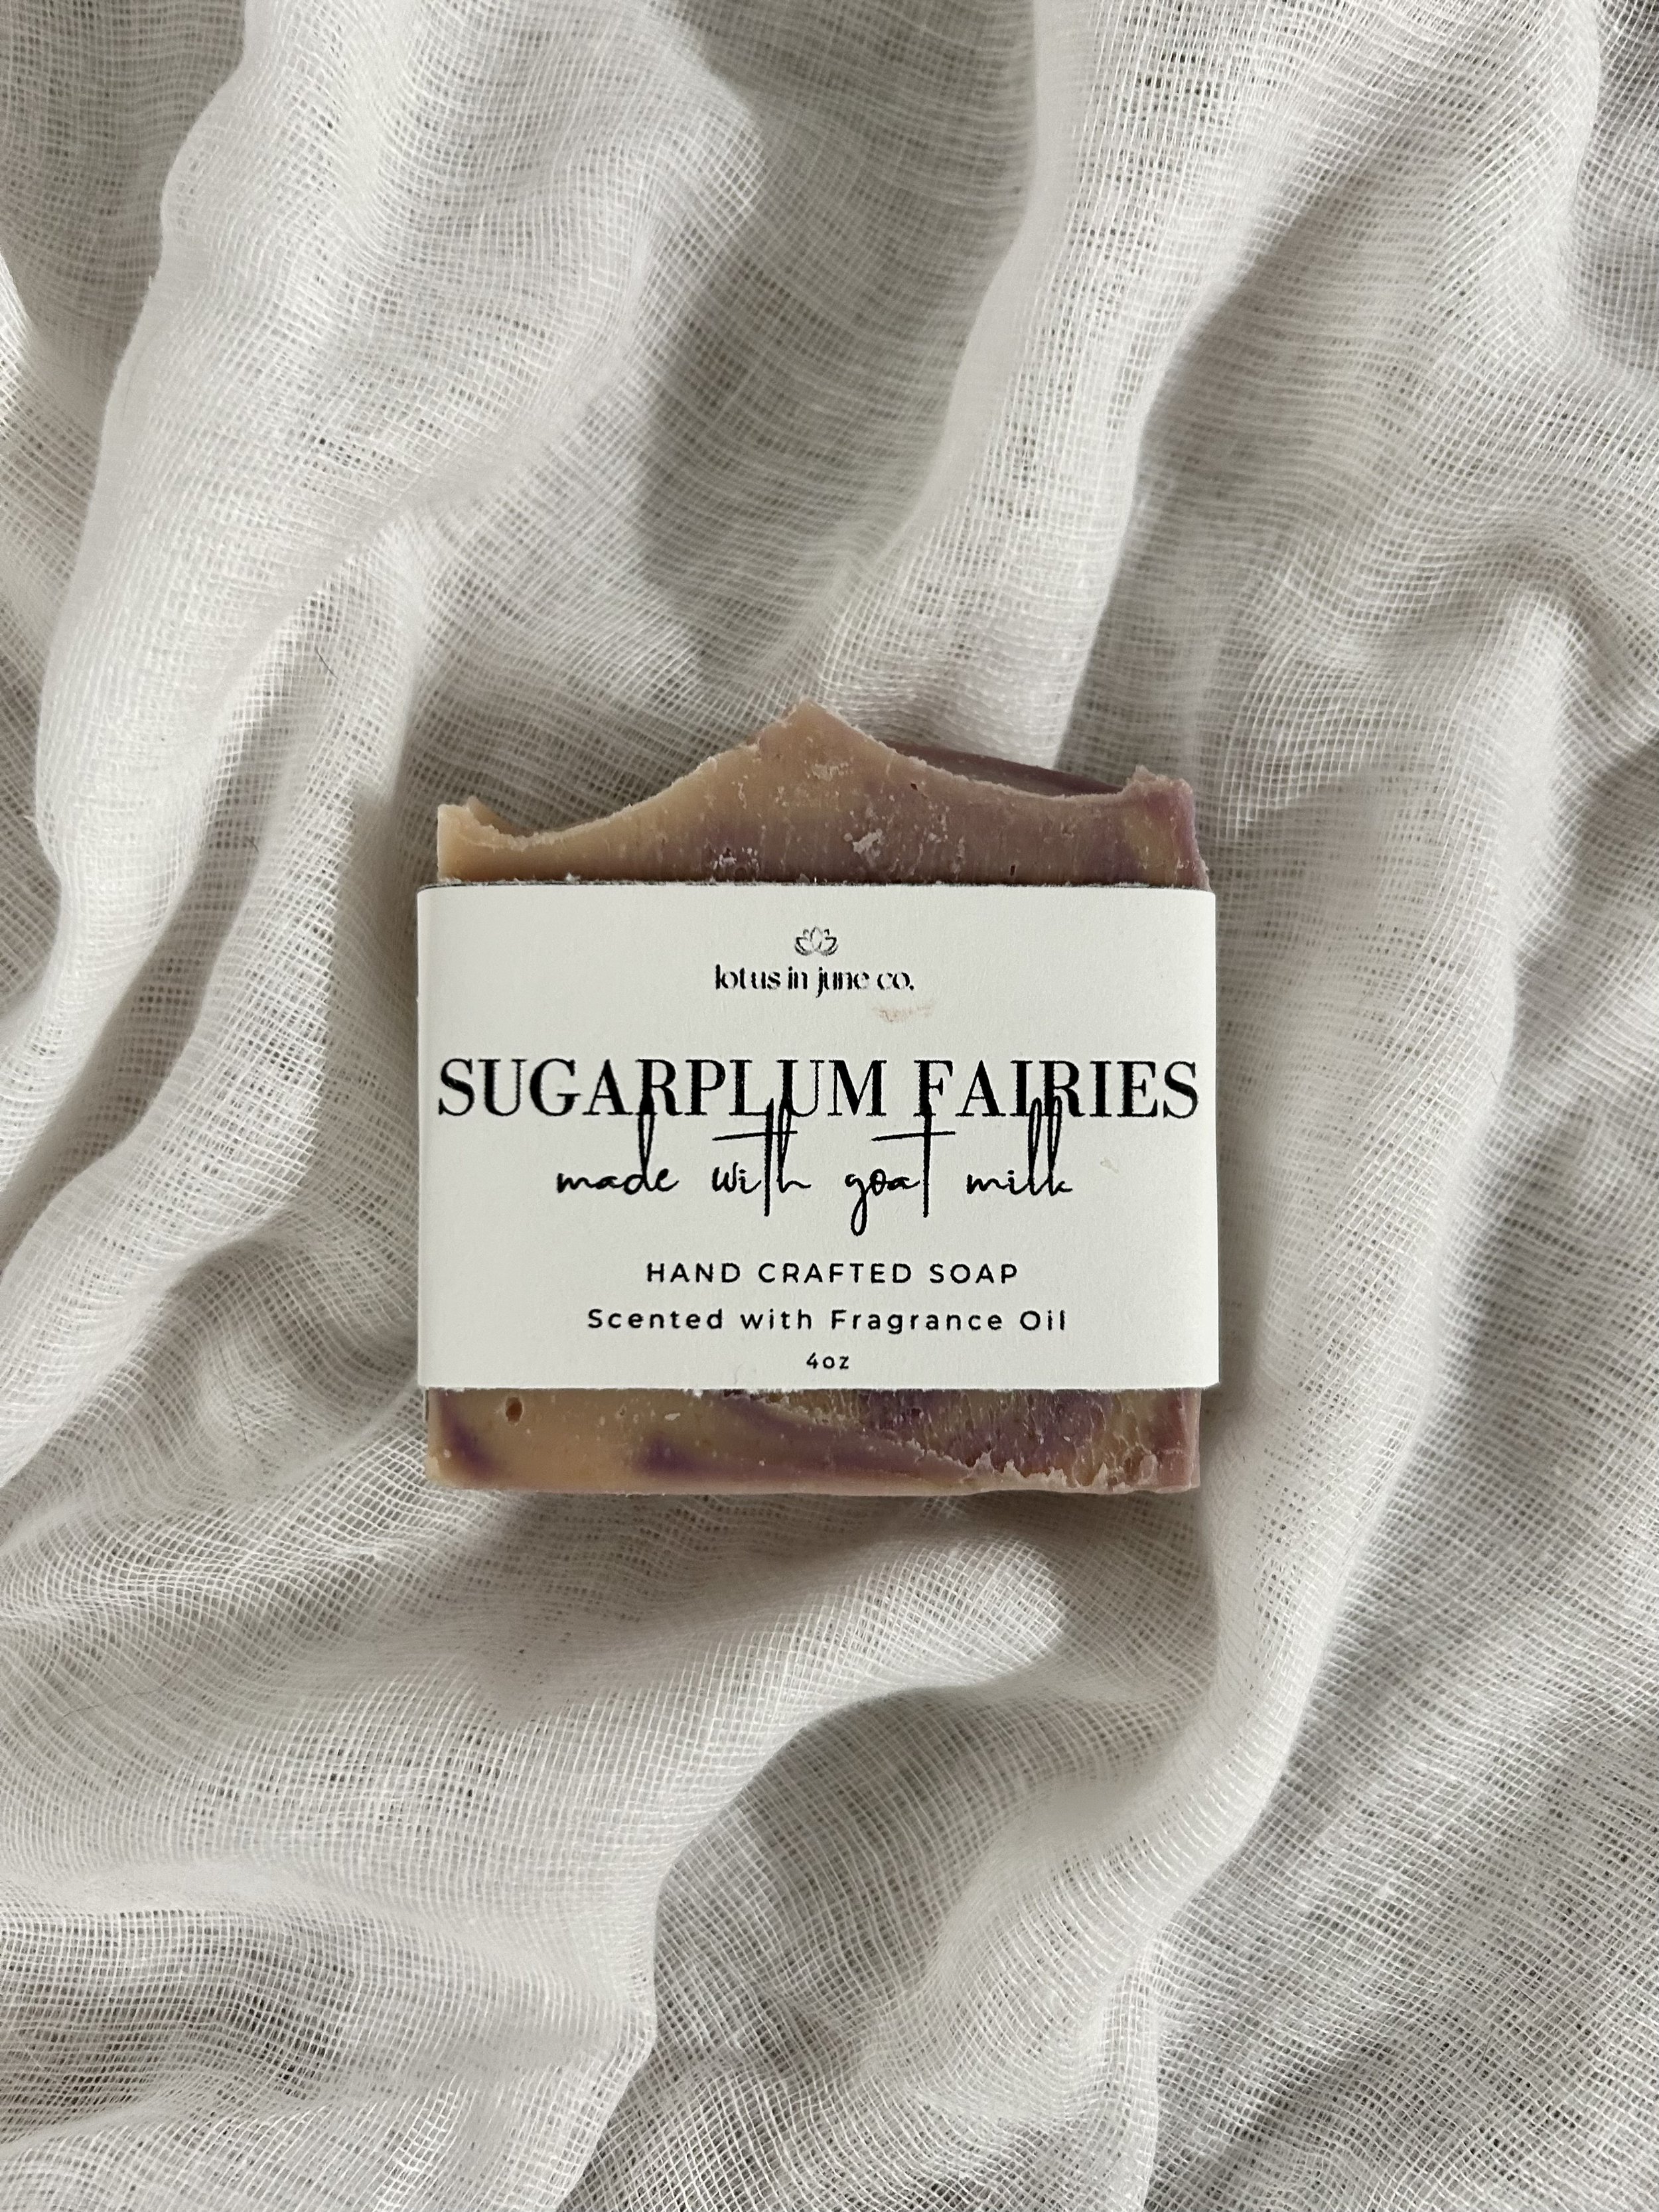 lotus in june co.
SUGARPLUM FAIRIES
made with goat milk
HAND CRAFTED SOAP
Scented with Fragrance Oil
4oz